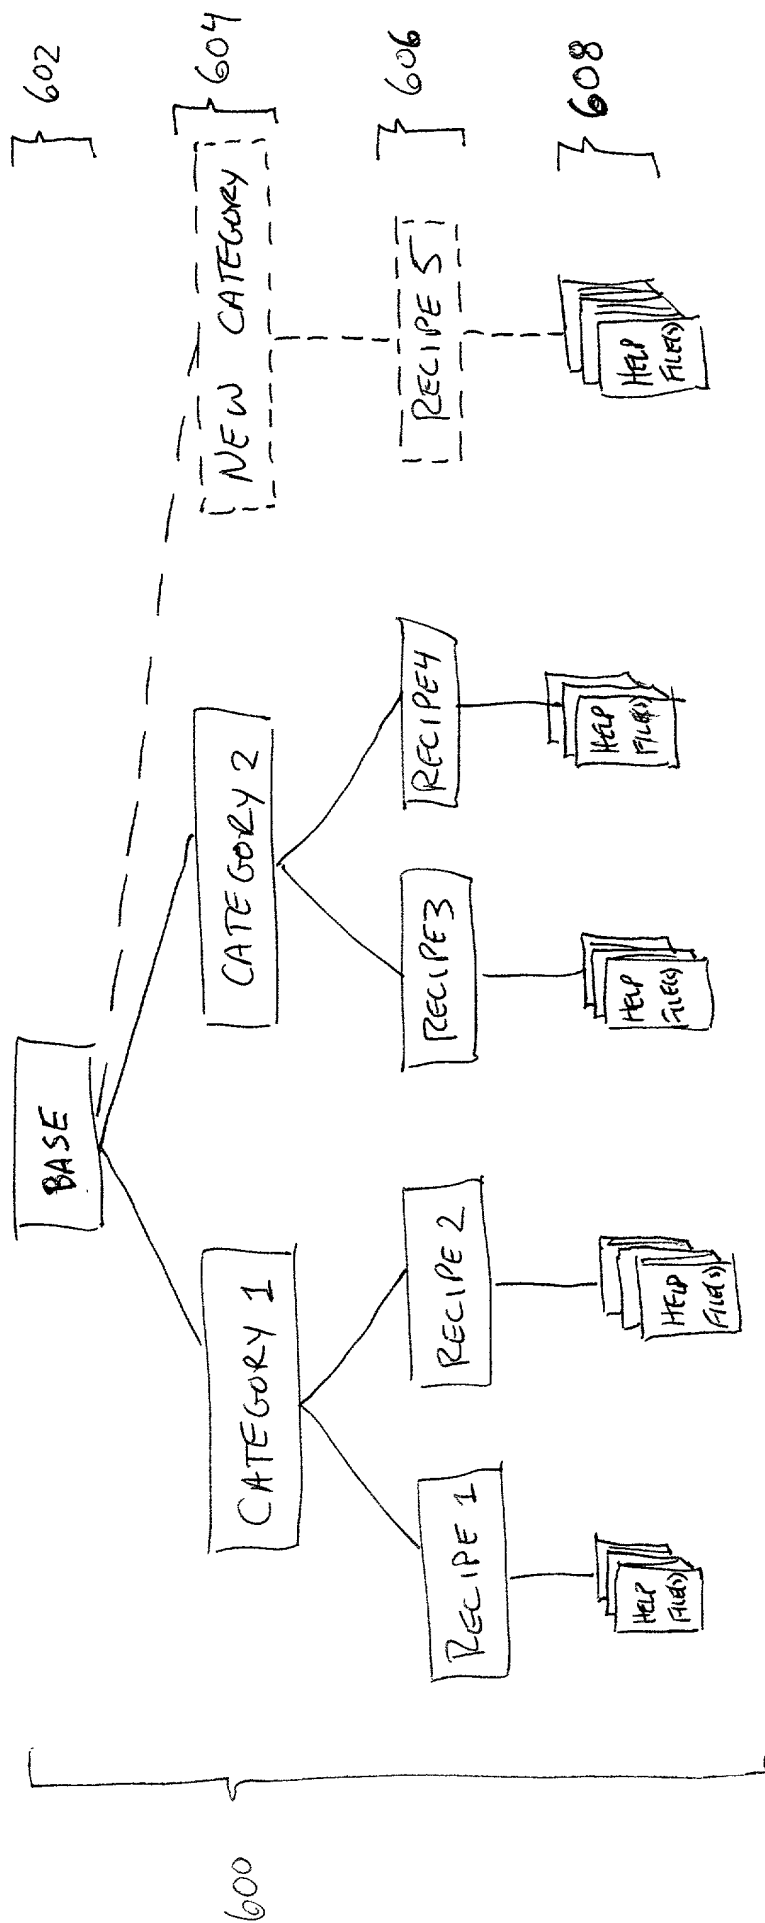 600
BASE
602
CATEGORY 1
CATEGORY 2
NEW CATEGORY
604
RECIPE 1
RECIPE 2
RECIPE 3
RECIPE 4
RECIPE 5
606
HELP
FILE(S)
HELP
FILE(S)
HELP
FILE(S)
HELP
FILE(S)
HELP
FILE(S)
608